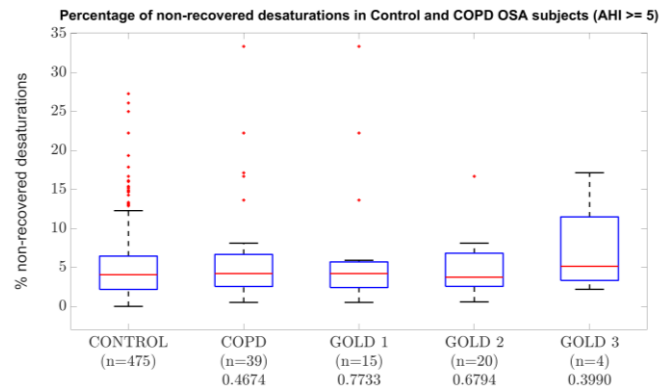 Percentage of non-recovered desaturations in Control and COPD OSA subjects (AHI >= 5)
% non-recovered desaturations
35
30
25
20
15
10
5
0
CONTROL COPD GOLD 1 GOLD 2 GOLD 3
(n=475) (n=39) (n=15) (n=20) (n=4)
0.4674 0.7733 0.6794 0.3990